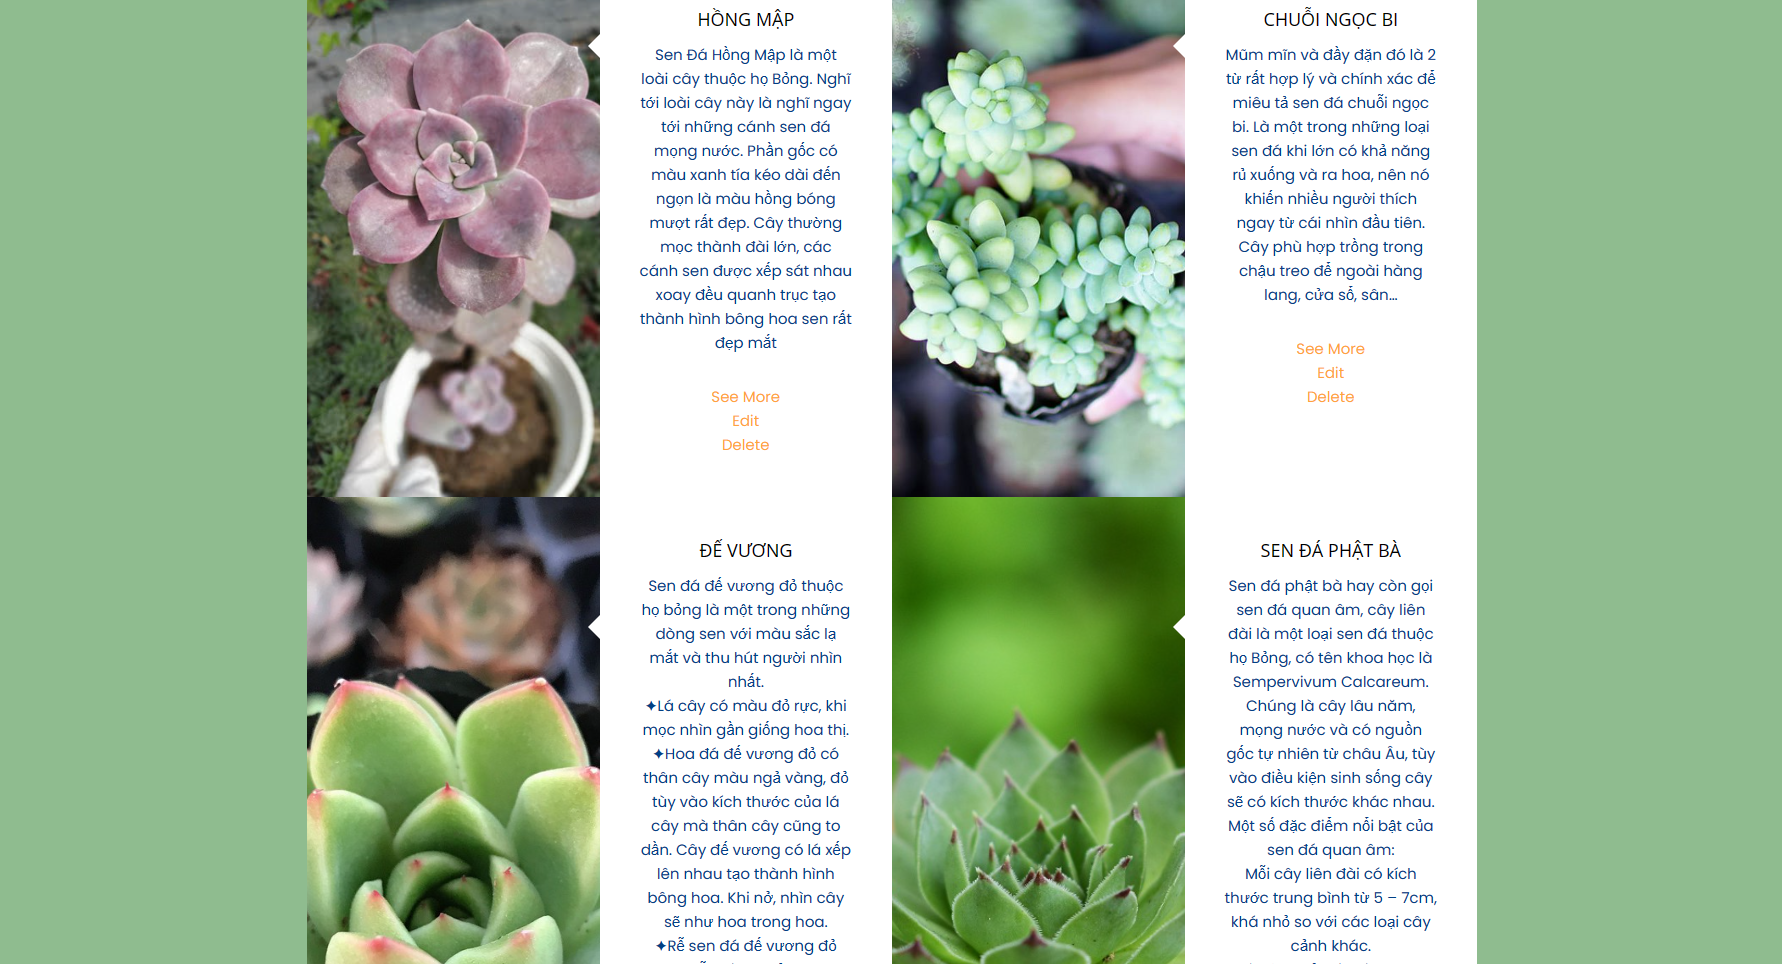 HỒNG MẬP
Sen Đá Hồng Mập là một
loài cây thuộc họ Bỏng. Nghĩ
tới loài cây này là nghĩ ngay
tới những cánh sen đá
mọng nước. Phần gốc có
màu xanh tía kéo dài đến
ngọn là màu hồng bóng
mượt rất đẹp. Cây thường
mọc thành đài lớn, các
cánh sen được xếp sát nhau
xoay đều quanh trục tạo
thành hình bông hoa sen rất
đẹp mắt
See More
Edit
Delete
CHUỖI NGỌC BI
Mũm mĩn và đầy đặn đó là 2
từ rất hợp lý và chính xác để
miêu tả sen đá chuỗi ngọc
bi. Là một trong những loại
sen đá khi lớn có khả năng
rủ xuống và ra hoa, nên nó
khiến nhiều người thích
ngay từ cái nhìn đầu tiên.
Cây phù hợp trồng trong
chậu treo để ngoài hàng
lang, cửa sổ, sân...
See More
Edit
Delete
ĐẾ VƯƠNG
Sen đá đế vương đỏ thuộc
họ bỏng là một trong những
dòng sen với màu sắc lạ
mắt và thu hút người nhìn
nhất.
✦Lá cây có màu đỏ rực, khi
mọc nhìn gần giống hoa thị.
✦Hoa đá đế vương đỏ có
thân cây màu ngả vàng, đỏ
tùy vào kích thước của lá
cây mà thân cây cũng to
dần. Cây đế vương có lá xếp
lên nhau tạo thành hình
bông hoa. Khi nở, nhìn cây
sẽ như hoa trong hoa.
✦Rễ sen đá đế vương đỏ
SEN ĐÁ PHẬT BÀ
Sen đá phật bà hay còn gọi
sen đá quan âm, cây liên
đài là một loại sen đá thuộc
họ Bỏng, có tên khoa học là
Sempervivum Calcareum.
Chúng là cây lâu năm,
mọng nước và có nguồn
gốc tự nhiên từ châu Âu, tùy
vào điều kiện sinh sống cây
sẽ có kích thước khác nhau.
Một số đặc điểm nổi bật của
sen đá quan âm:
Mỗi cây liên đài có kích
thước trung bình từ 5 – 7cm,
khá nhỏ so với các loại cây
cảnh khác.